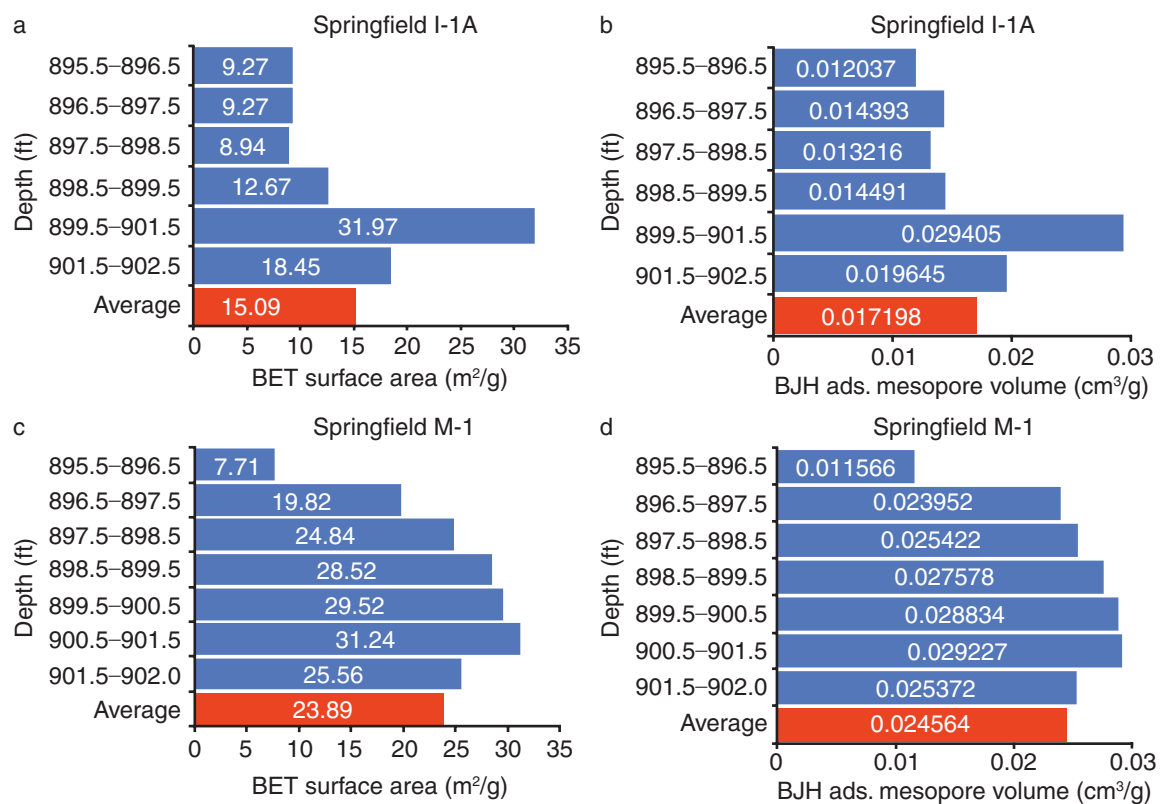 a
Springfield I-1A
Depth (ft)
895.5–896.5
9.27
896.5–897.5
9.27
897.5–898.5
8.94
898.5–899.5
12.67
899.5–901.5
31.97
901.5–902.5
18.45
Average
15.09
0 5 10 15 20 25 30 35
BET surface area (m²/g)
b
Springfield I-1A
Depth (ft)
895.5–896.5
0.012037
896.5–897.5
0.014393
897.5–898.5
0.013216
898.5–899.5
0.014491
899.5–901.5
0.029405
901.5–902.5
0.019645
Average
0.017198
0 0.01 0.02 0.03
BJH ads. mesopore volume (cm³/g)
c
Springfield M-1
Depth (ft)
895.5–896.5
7.71
896.5–897.5
19.82
897.5–898.5
24.84
898.5–899.5
28.52
899.5–900.5
29.52
900.5–901.5
31.24
901.5–902.0
25.56
Average
23.89
0 5 10 15 20 25 30 35
BET surface area (m²/g)
d
Springfield M-1
Depth (ft)
895.5–896.5
0.011566
896.5–897.5
0.023952
897.5–898.5
0.025422
898.5–899.5
0.027578
899.5–900.5
0.028834
900.5–901.5
0.029227
901.5–902.0
0.025372
Average
0.024564
0 0.01 0.02 0.03
BJH ads. mesopore volume (cm³/g)